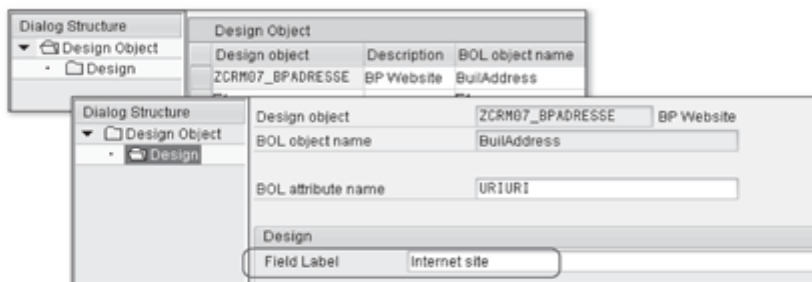 Dialog Structure
Design Object
Design
Design Object
Design object Description BOL object name
ZCRM07_BPADRESSE BP Website BuilAddress
Dialog Structure
Design Object
Design
Design object ZCRM07_BPADRESSE BP Website
BOL object name BuilAddress
BOL attribute name URIURI
Design
Field Label Internet site